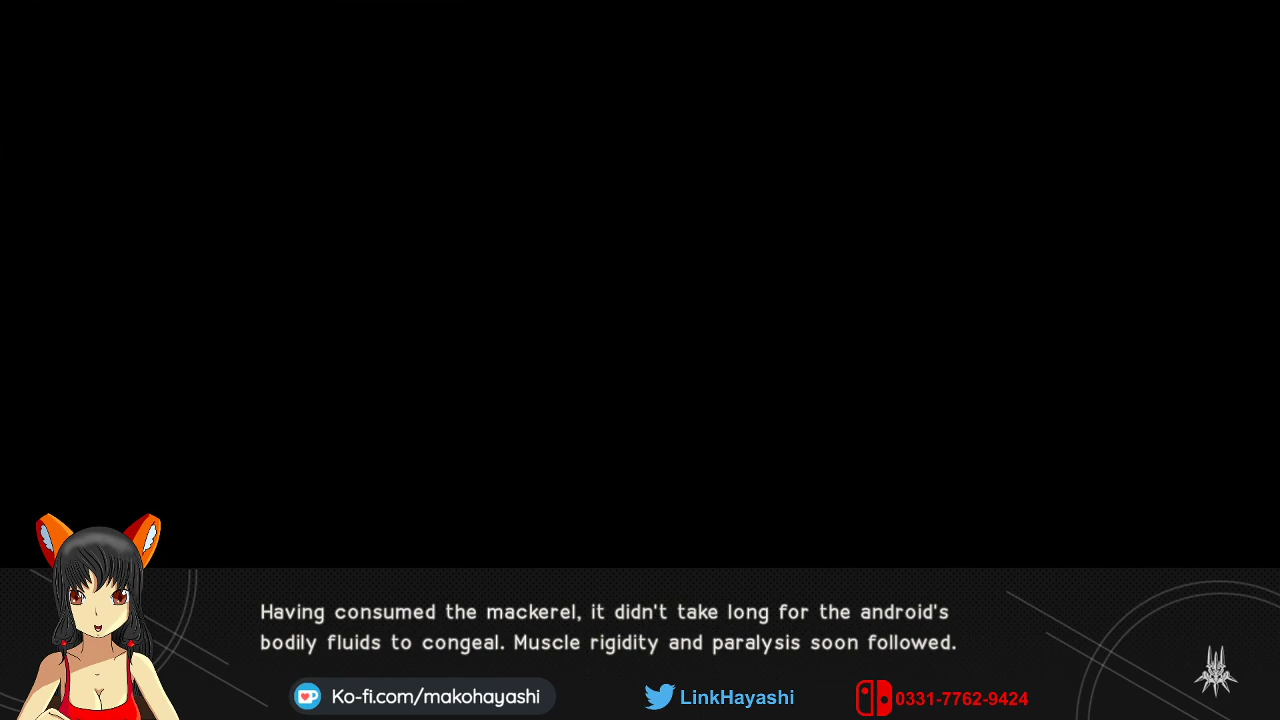 Having consumed the mackerel, it didn't take long for the android's
bodily fluids to congeal. Muscle rigidity and paralysis soon followed.
Ko-fi.com/makohayashi
LinkHayashi
0331-7762-9424